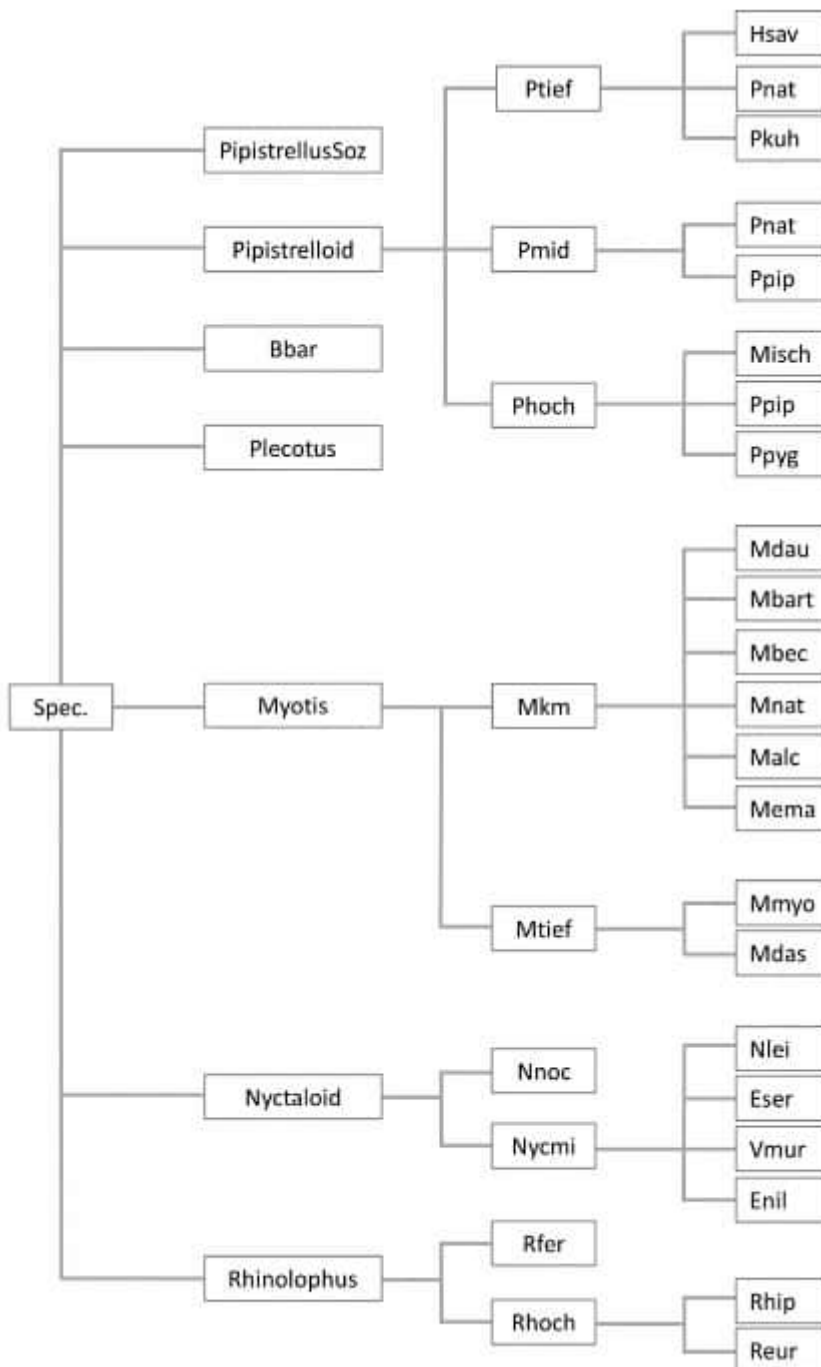 Spec.
PipistrellusSoz
Pipistrelloid
Ptief
Hsav
Pnat
Pkuh
Pmid
Pnat
Ppip
Phoch
Misch
Ppip
Ppyg
Bbar
Plecotus
Myotis
Mkm
Mdau
Mbart
Mbec
Mnat
Malc
Mema
Mtief
Mmyo
Mdas
Nyctaloid
Nnoc
Nycmi
Nlei
Eser
Vmur
Enil
Rhinolophus
Rfer
Rhoch
Rhip
Reur